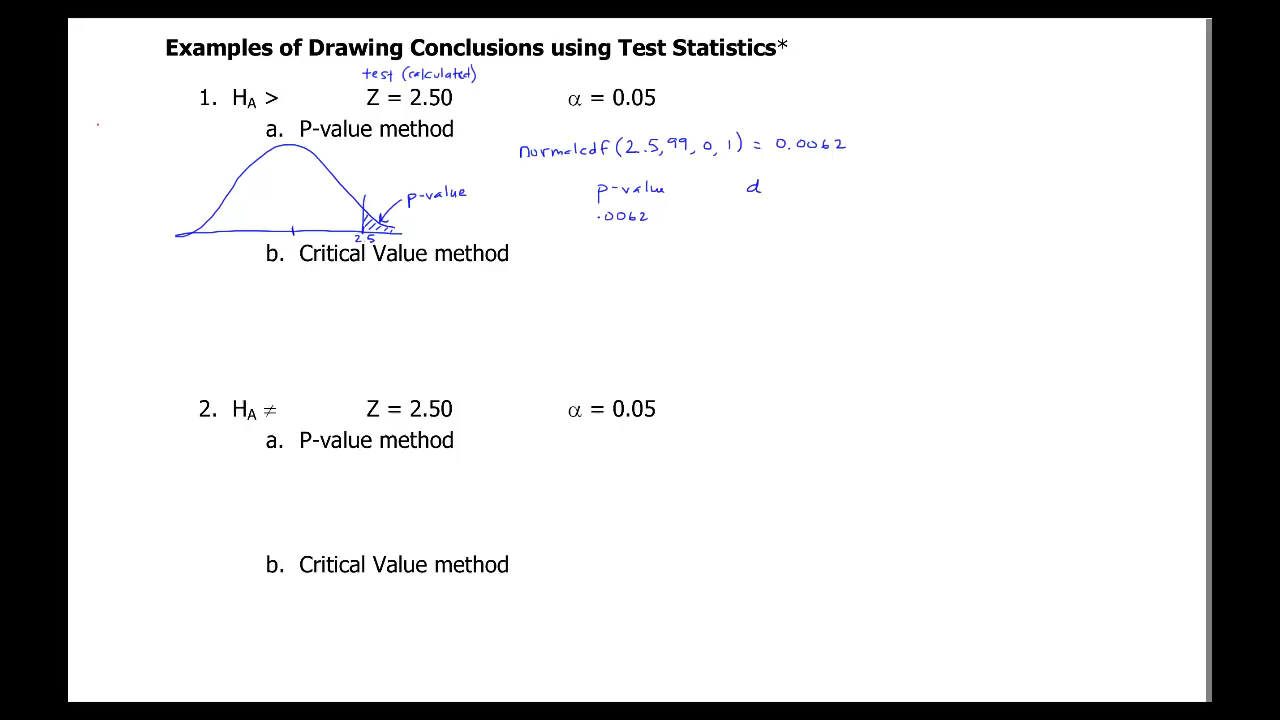 Examples of Drawing Conclusions using Test Statistics*
test (calculated)
1. HA > Z = 2.50 α = 0.05
a. P-value method
normalcdf (2.5, 99, 0, 1) = 0.0062
p-value α
p-value
.0062
2.5
b. Critical Value method
2. HA ≠ Z = 2.50 α = 0.05
a. P-value method
b. Critical Value method